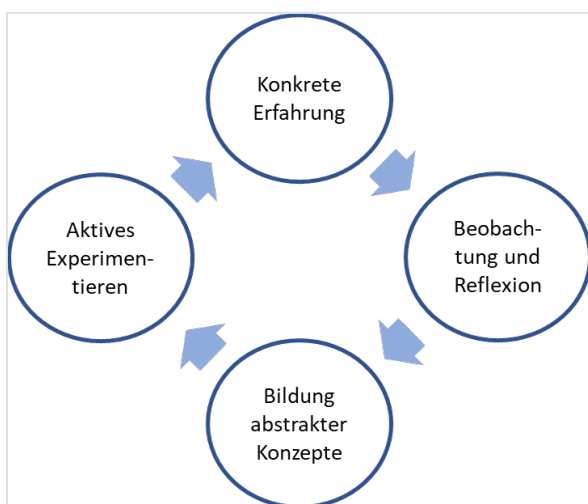 Konkrete
Erfahrung
Beobach-
tung und
Reflexion
Bildung
abstrakter
Konzepte
Aktives
Experimen-
tieren